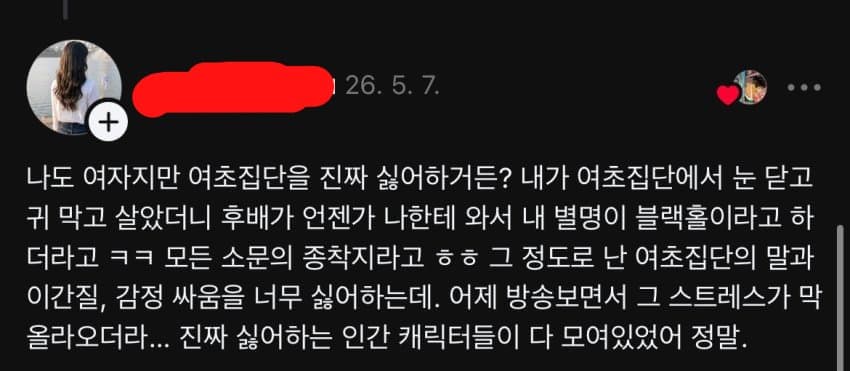 26. 5. 7.
나도 여자지만 여초집단을 진짜 싫어하거든? 내가 여초집단에서 눈 닫고
귀 막고 살았더니 후배가 언젠가 나한테 와서 내 별명이 블랙홀이라고 하
더라고 ㅋㅋ 모든 소문의 종착지라고 ㅎㅎ 그 정도로 난 여초집단의 말과
이간질, 감정 싸움을 너무 싫어하는데. 어제 방송보면서 그 스트레스가 막
올라오더라... 진짜 싫어하는 인간 캐릭터들이 다 모여있었어 정말.